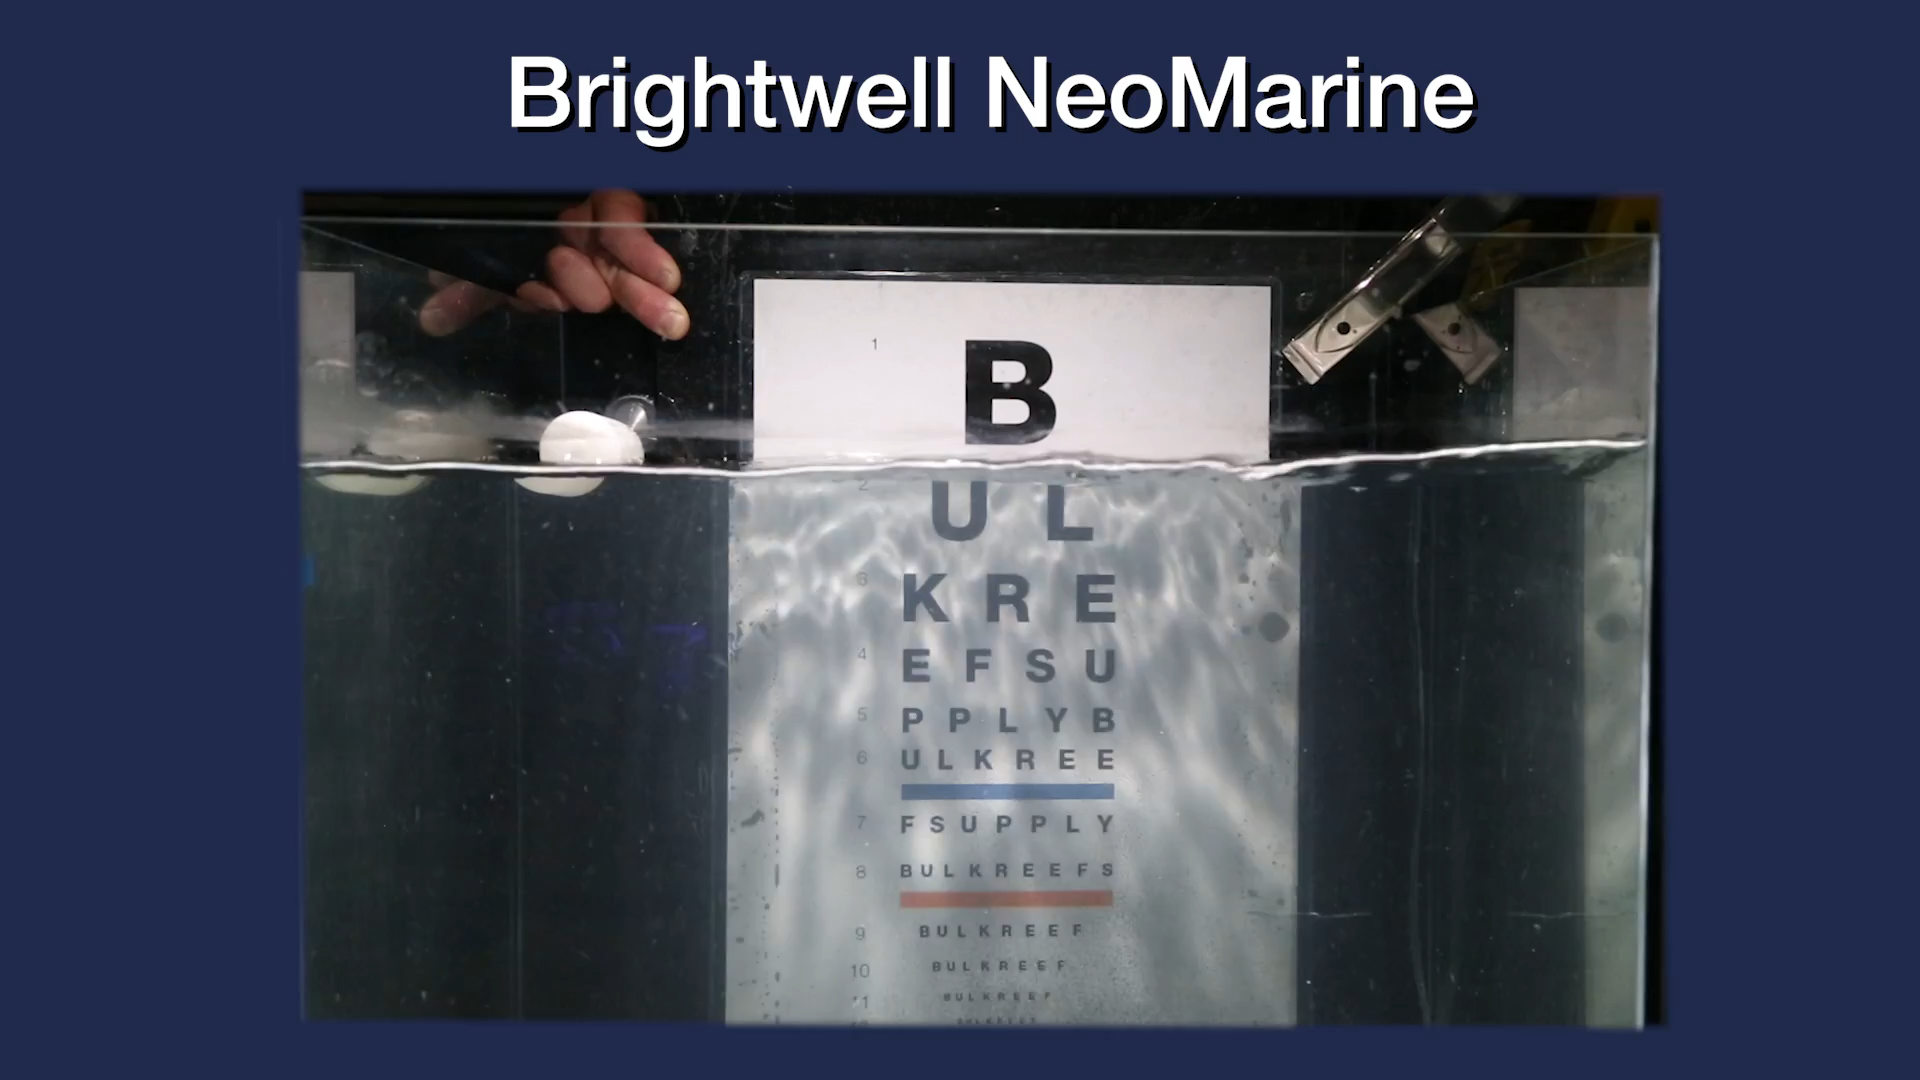 Brightwell NeoMarine
1 B
2 U L
3 K R E
4 E F S U
5 P P L Y B
6 U L K R E E
7 F S U P P L Y
8 B U L K R E E F S
9 B U L K R E E F
10 B U L K R E E F
11 B U L K R E E F